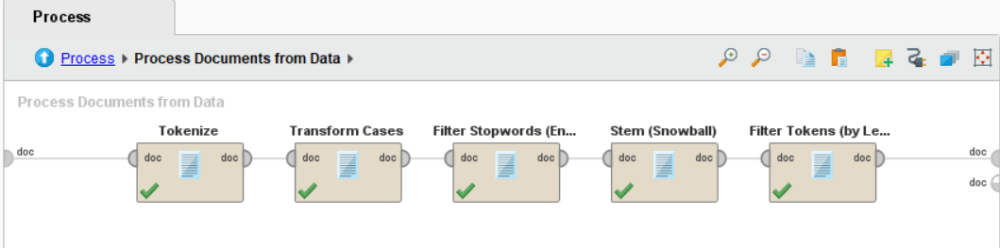 Process
Process ▸ Process Documents from Data ▸
Process Documents from Data
Tokenize Transform Cases Filter Stopwords (En... Stem (Snowball) Filter Tokens (by Le...
doc doc doc doc doc doc doc doc doc doc doc doc
doc